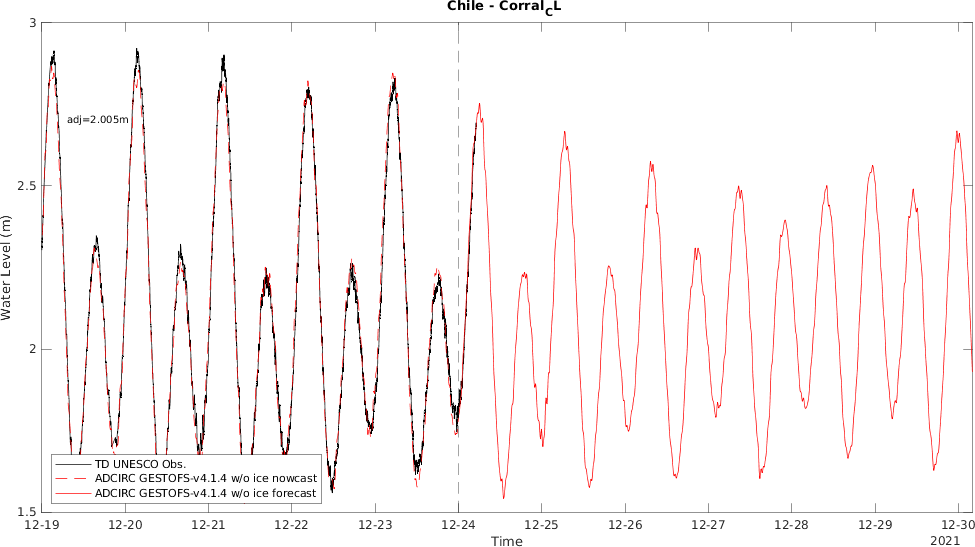 Chile - Corral_CL
3
adj=2.005m
2.5
Water Level (m)
2
TD UNESCO Obs.
ADCIRC GESTOFS-v4.1.4 w/o ice nowcast
ADCIRC GESTOFS-v4.1.4 w/o ice forecast
1.5
12-19 12-20 12-21 12-22 12-23 12-24 12-25 12-26 12-27 12-28 12-29 12-30
Time
2021